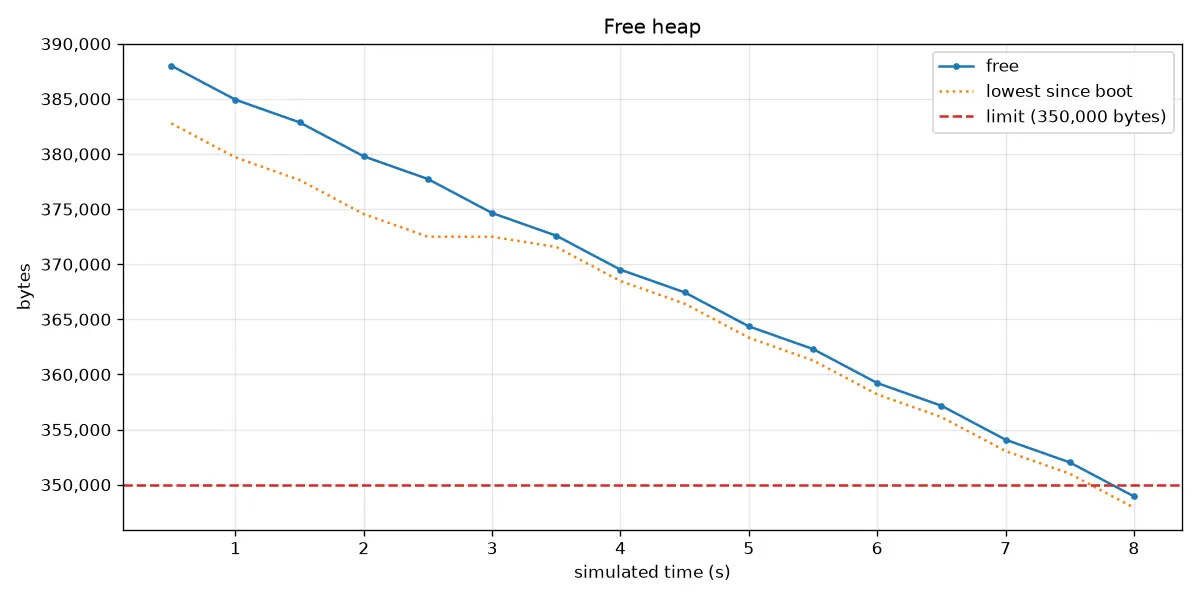 Free heap
390,000
385,000
380,000
375,000
370,000
365,000
360,000
355,000
350,000
bytes
free
lowest since boot
limit (350,000 bytes)
1 2 3 4 5 6 7 8
simulated time (s)